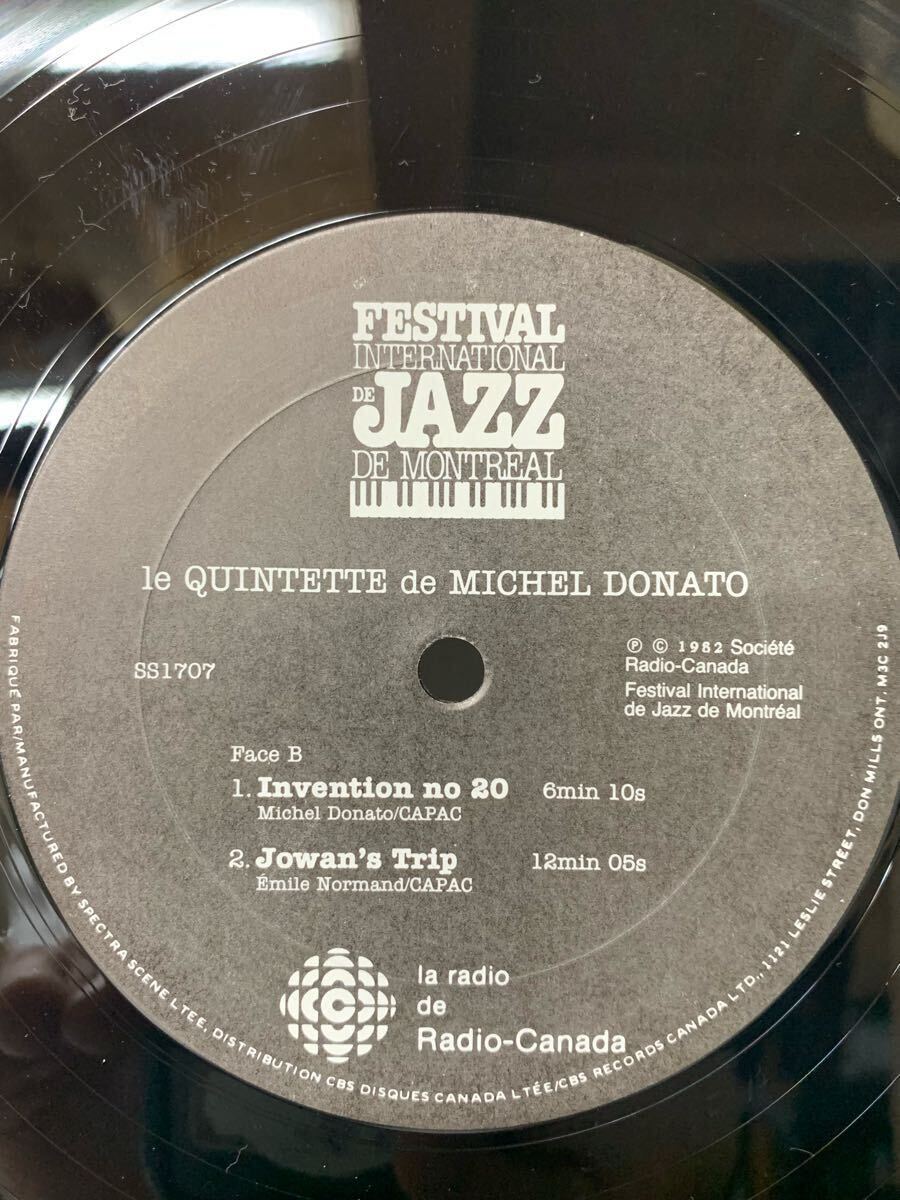 FESTIVAL
INTERNATIONAL
DE JAZZ
DE MONTREAL
le QUINTETTE de MICHEL DONATO
SS1707
Ⓟ © 1982 Société
Radio-Canada
Festival International
de Jazz de Montréal
Face B
1. Invention no 20 6min 10s
Michel Donato/CAPAC
2. Jowan's Trip 12min 05s
Émile Normand/CAPAC
la radio
de
Radio-Canada
FABRIQUÉ PAR/MANUFACTURED BY SPECTRA SCENE LTEE, DISTRIBUTION CBS DISQUES CANADA LTÉE/CBS RECORDS CANADA LTD., 1121 LESLIE STREET, DON MILLS ONT, M3C 2J9